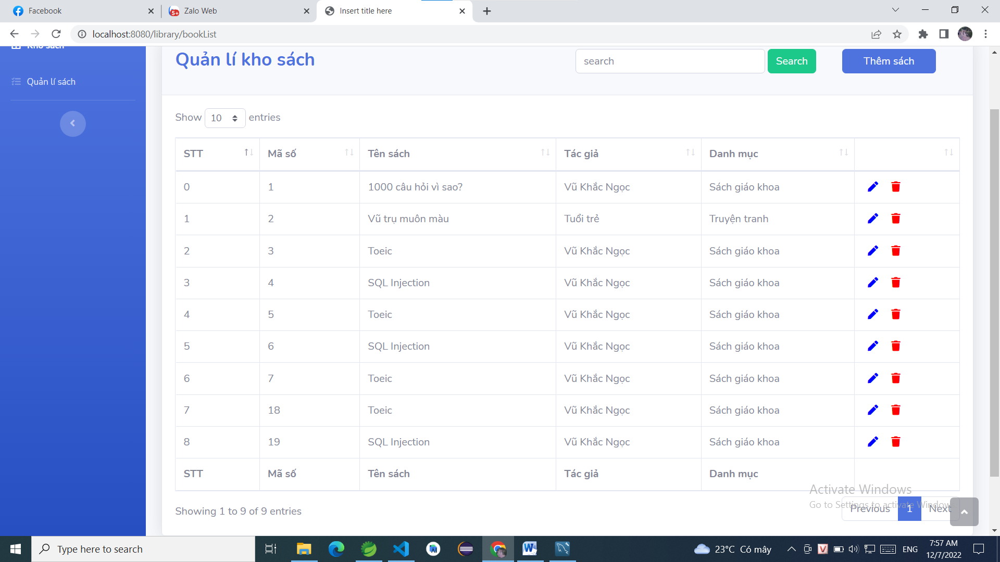 Facebook
Zalo Web
Insert title here
localhost:8080/library/bookList
Kho sách
Quản lí sách
Quản lí kho sách
search
Search
Thêm sách
Show 10 entries
STT Mã số Tên sách Tác giả Danh mục
0 1 1000 câu hỏi vì sao? Vũ Khắc Ngọc Sách giáo khoa
1 2 Vũ trụ muôn màu Tuổi trẻ Truyện tranh
2 3 Toeic Vũ Khắc Ngọc Sách giáo khoa
3 4 SQL Injection Vũ Khắc Ngọc Sách giáo khoa
4 5 Toeic Vũ Khắc Ngọc Sách giáo khoa
5 6 SQL Injection Vũ Khắc Ngọc Sách giáo khoa
6 7 Toeic Vũ Khắc Ngọc Sách giáo khoa
7 18 Toeic Vũ Khắc Ngọc Sách giáo khoa
8 19 SQL Injection Vũ Khắc Ngọc Sách giáo khoa
STT Mã số Tên sách Tác giả Danh mục
Showing 1 to 9 of 9 entries
Previous 1 Next
Activate Windows
Go to Settings to activate Windows
Type here to search
23°C Có mây
ENG
7:57 AM
12/7/2022